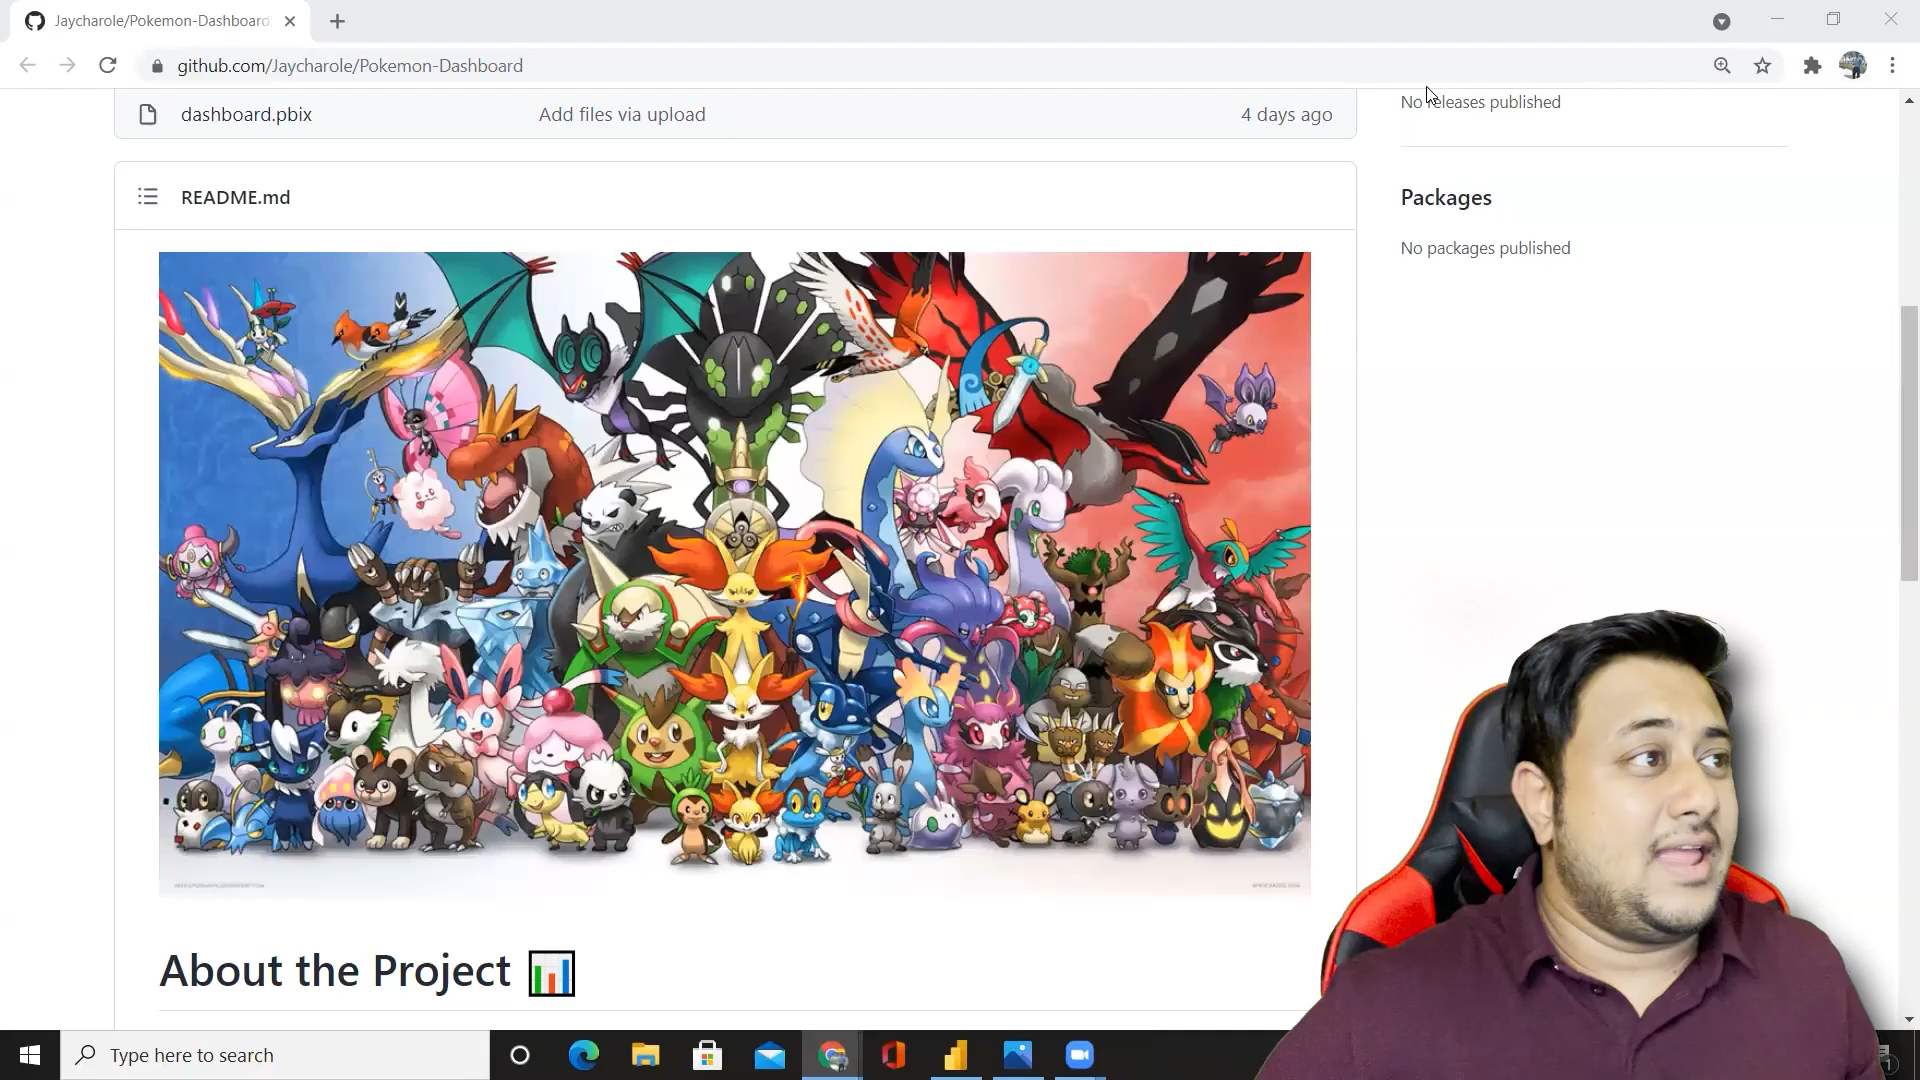 Jaycharole/Pokemon-Dashboard
github.com/Jaycharole/Pokemon-Dashboard
dashboard.pbix
Add files via upload
4 days ago
No releases published
README.md
Packages
No packages published
About the Project
Type here to search
1